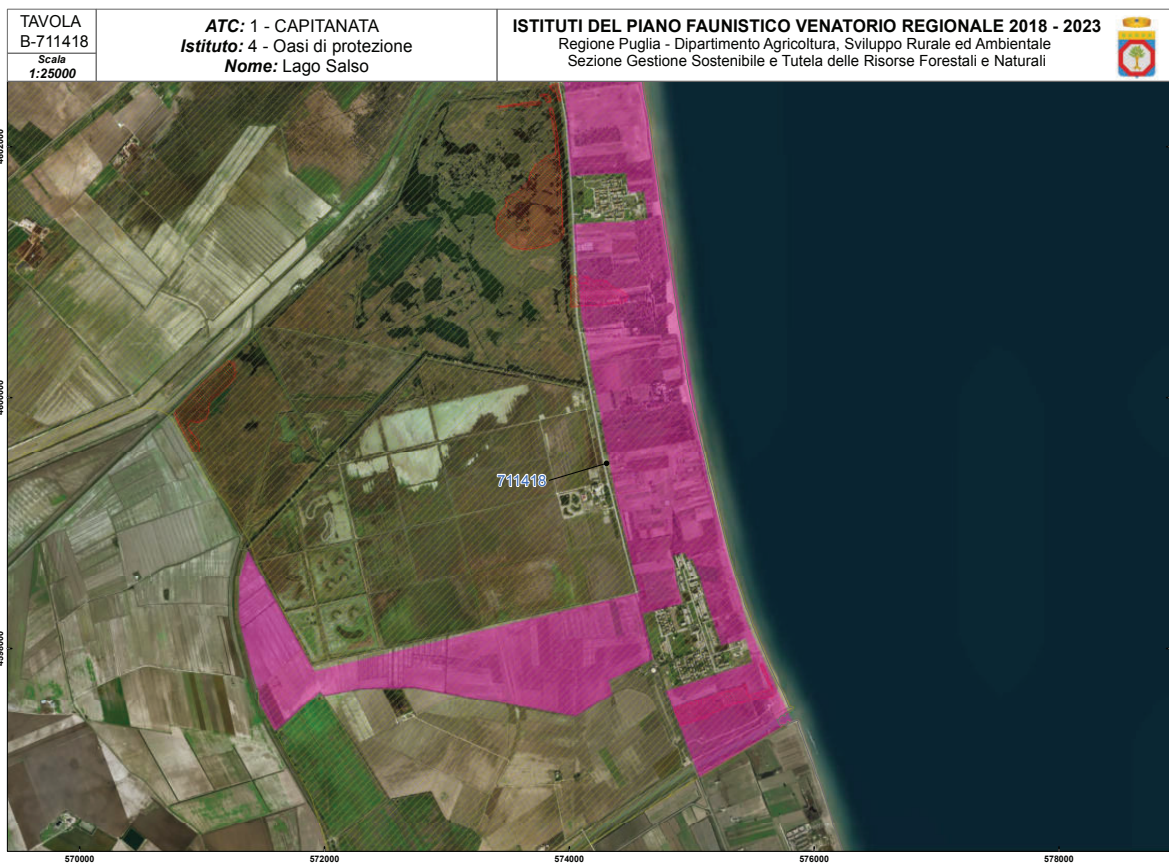 TAVOLA
B-711418
Scala
1:25000
ATC: 1 - CAPITANATA
Istituto: 4 - Oasi di protezione
Nome: Lago Salso
ISTITUTI DEL PIANO FAUNISTICO VENATORIO REGIONALE 2018 - 2023
Regione Puglia - Dipartimento Agricoltura, Sviluppo Rurale ed Ambientale
Sezione Gestione Sostenibile e Tutela delle Risorse Forestali e Naturali
711418
570000
572000
574000
576000
578000